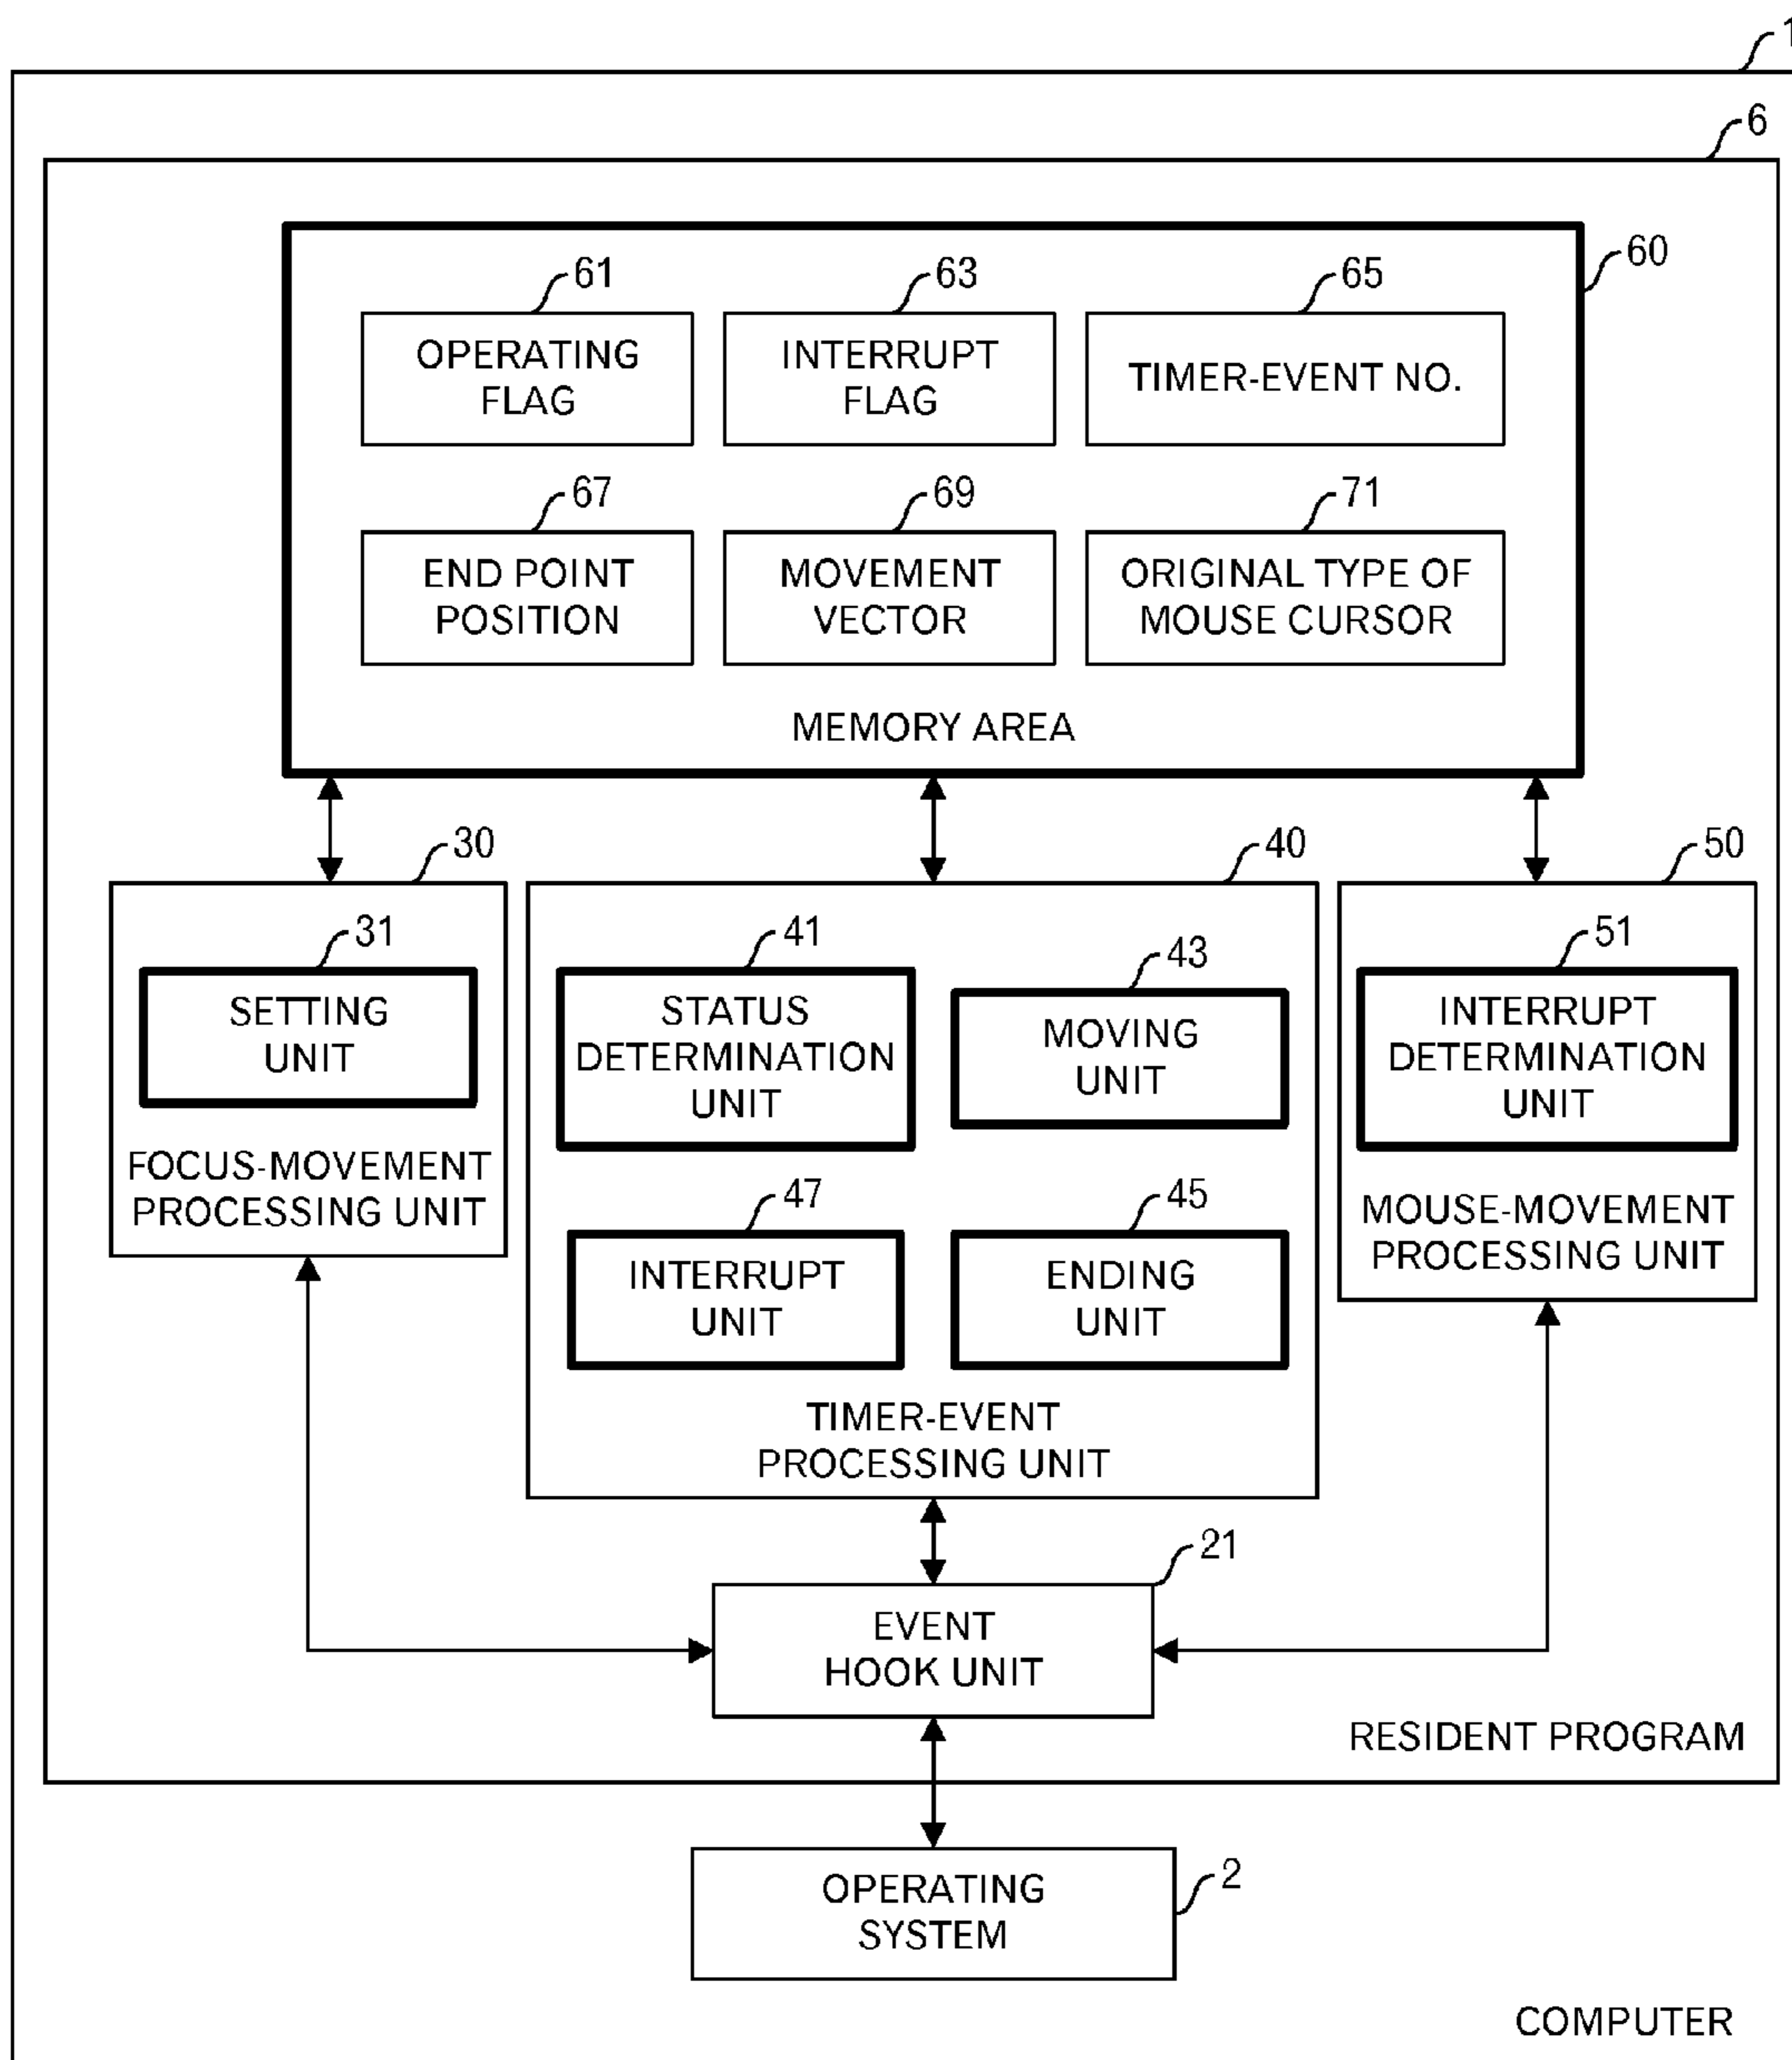 1
6
60
61
63
65
OPERATING
FLAG
INTERRUPT
FLAG
TIMER-EVENT NO.
67
69
71
END POINT
POSITION
MOVEMENT
VECTOR
ORIGINAL TYPE OF
MOUSE CURSOR
MEMORY AREA
30
40
50
31
41
43
51
SETTING
UNIT
STATUS
DETERMINATION
UNIT
MOVING
UNIT
INTERRUPT
DETERMINATION
UNIT
FOCUS-MOVEMENT
PROCESSING UNIT
47
45
INTERRUPT
UNIT
ENDING
UNIT
MOUSE-MOVEMENT
PROCESSING UNIT
TIMER-EVENT
PROCESSING UNIT
21
EVENT
HOOK UNIT
RESIDENT PROGRAM
2
OPERATING
SYSTEM
COMPUTER